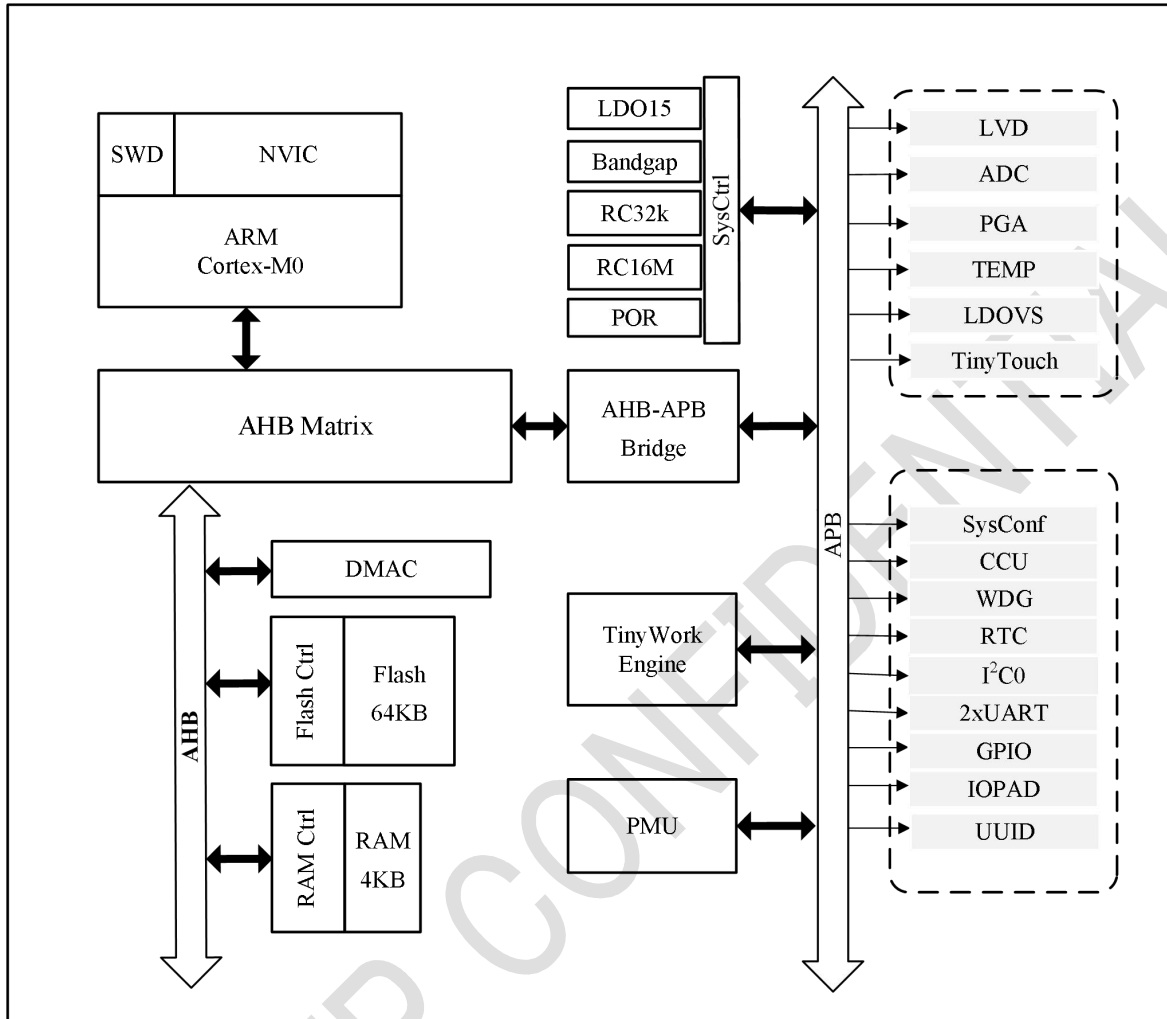 SWD
NVIC
ARM
Cortex-M0
AHB Matrix
AHB
DMAC
Flash Ctrl
Flash
64KB
RAM Ctrl
RAM
4KB
LDO15
Bandgap
RC32k
RC16M
POR
SysCtrl
AHB-APB
Bridge
TinyWork
Engine
PMU
APB
LVD
ADC
PGA
TEMP
LDOVS
TinyTouch
SysConf
CCU
WDG
RTC
I²C0
2xUART
GPIO
IOPAD
UUID
CONFIDENTIAL